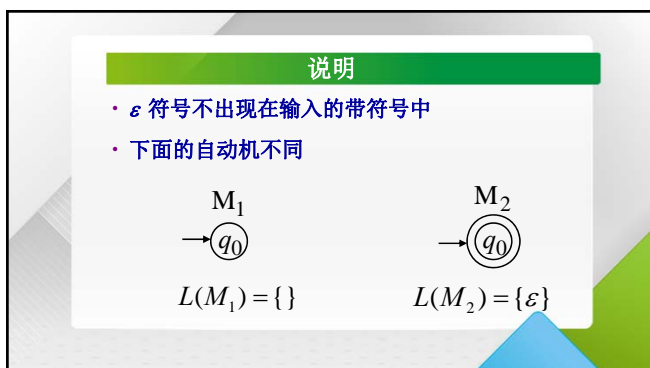 说明
• ε 符号不出现在输入的带符号中
• 下面的自动机不同
M₁ M₂
q₀ q₀
L(M₁) = {} L(M₂) = {ε}